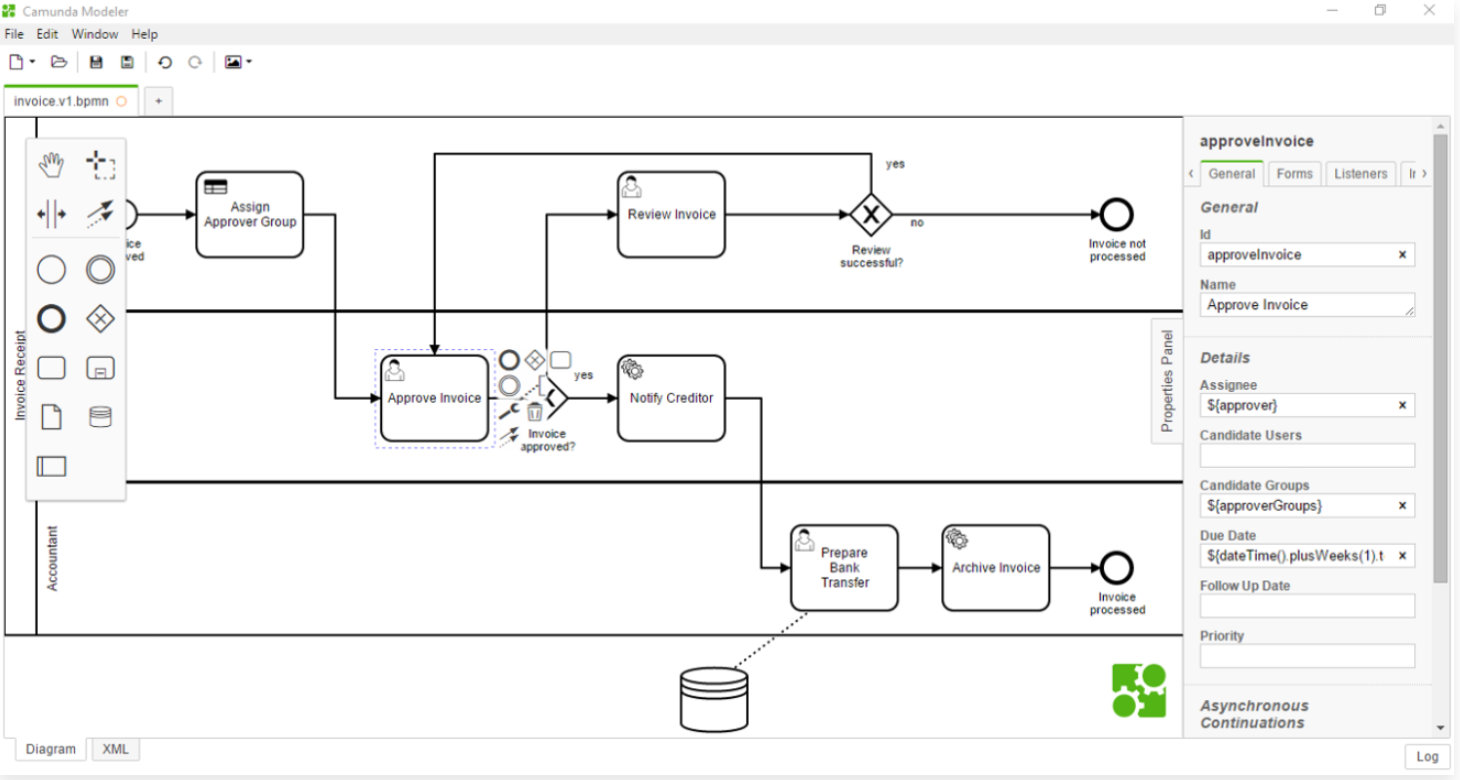 Camunda Modeler
File Edit Window Help
invoice.v1.bpmn
+
Invoice Receipt
Accountant
ice
ved
Assign
Approver Group
Review Invoice
yes
no
Review
successful?
Invoice not
processed
Approve Invoice
yes
Invoice
approved?
Notify Creditor
Prepare
Bank
Transfer
Archive Invoice
Invoice
processed
Properties Panel
approveInvoice
General Forms Listeners
General
Id
approveInvoice
Name
Approve Invoice
Details
Assignee
${approver}
Candidate Users
Candidate Groups
${approverGroups}
Due Date
${dateTime().plusWeeks(1).t
Follow Up Date
Priority
Asynchronous
Continuations
Diagram XML
Log